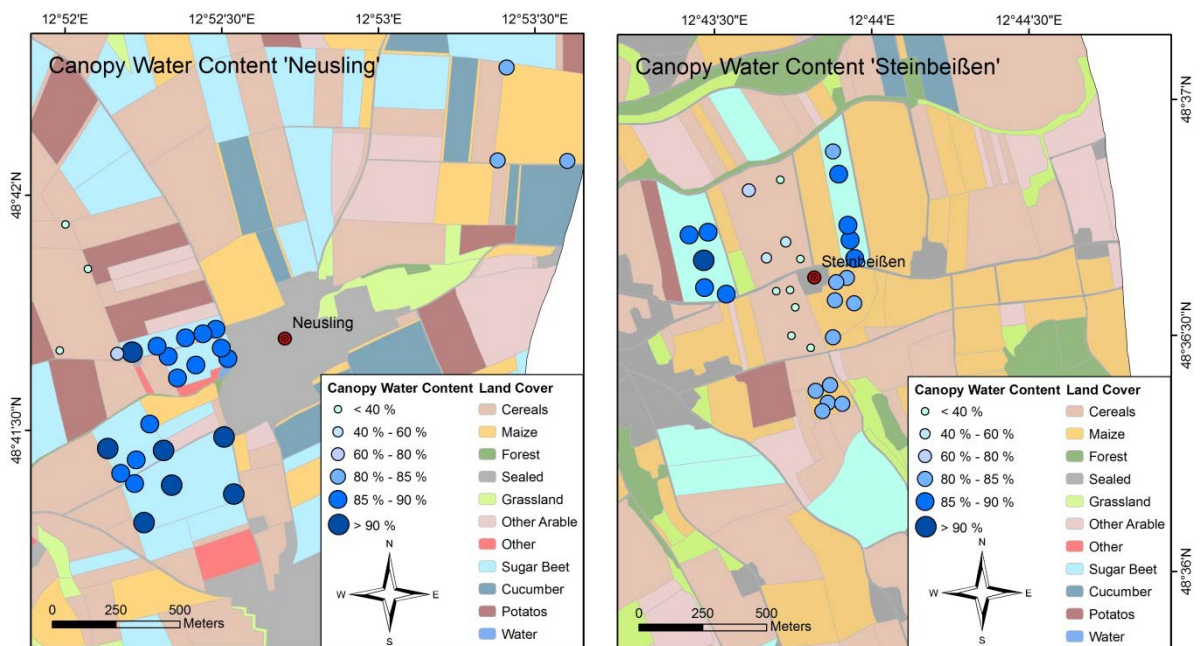 12°52'E 12°52'30"E 12°53'E 12°53'30"E
Canopy Water Content 'Neusling'
48°42'N
48°41'30"N
Neusling
Canopy Water Content
< 40 %
40 % - 60 %
60 % - 80 %
80 % - 85 %
85 % - 90 %
> 90 %
Land Cover
Cereals
Maize
Forest
Sealed
Grassland
Other Arable
Other
Sugar Beet
Cucumber
Potatos
Water
N
W E
S
0 250 500
Meters
12°43'30"E 12°44'E 12°44'30"E
Canopy Water Content 'Steinbeißen'
48°37'N
48°36'30"N
48°36'N
Steinbeißen
Canopy Water Content
< 40 %
40 % - 60 %
60 % - 80 %
80 % - 85 %
85 % - 90 %
> 90 %
Land Cover
Cereals
Maize
Forest
Sealed
Grassland
Other Arable
Other
Sugar Beet
Cucumber
Potatos
Water
N
W E
S
0 250 500
Meters